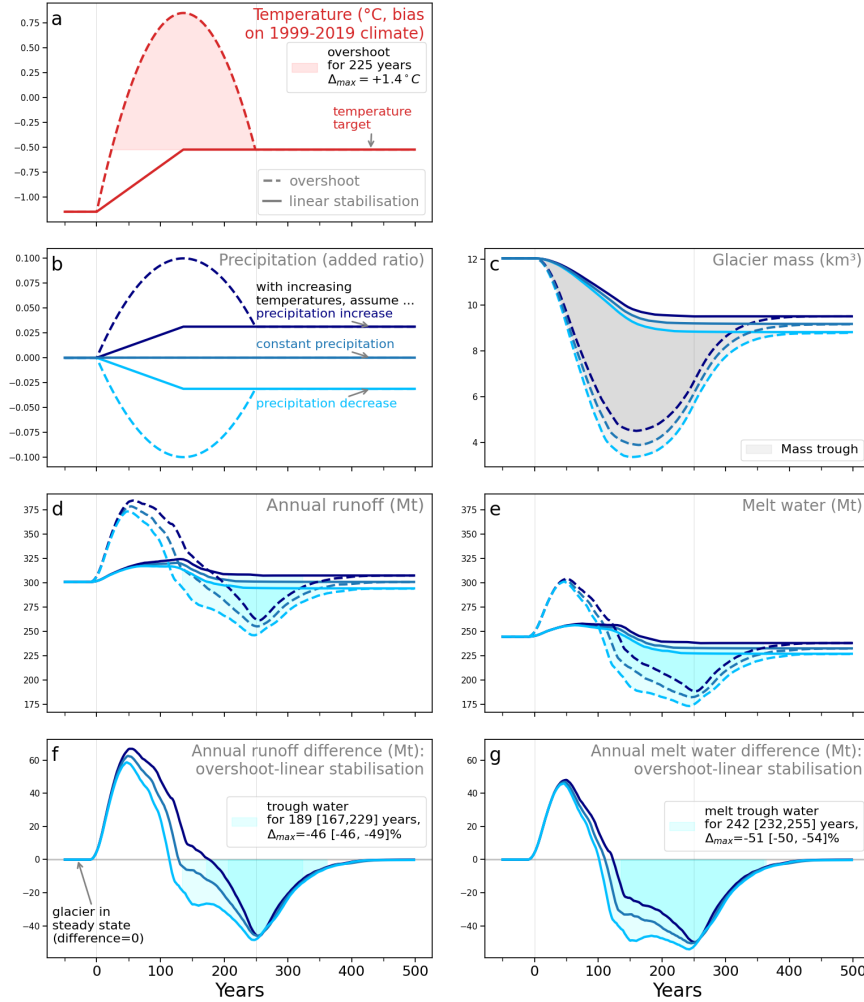 a
Temperature (°C, bias
on 1999-2019 climate)
overshoot
for 225 years
Δmax = +1.4°C
temperature
target
overshoot
linear stabilisation
0.75
0.50
0.25
0.00
−0.25
−0.50
−0.75
−1.00
b
Precipitation (added ratio)
with increasing
temperatures, assume ...
precipitation increase
constant precipitation
precipitation decrease
0.100
0.075
0.050
0.025
0.000
−0.025
−0.050
−0.075
−0.100
c
Glacier mass (km³)
Mass trough
12
10
8
6
4
d
Annual runoff (Mt)
375
350
325
300
275
250
225
200
175
e
Melt water (Mt)
375
350
325
300
275
250
225
200
175
f
Annual runoff difference (Mt):
overshoot-linear stabilisation
trough water
for 189 [167,229] years,
Δmax=-46 [-46, -49]%
glacier in
steady state
(difference=0)
60
40
20
0
−20
−40
0 100 200 300 400 500
Years
g
Annual melt water difference (Mt):
overshoot-linear stabilisation
melt trough water
for 242 [232,255] years,
Δmax=-51 [-50, -54]%
60
40
20
0
−20
−40
0 100 200 300 400 500
Years